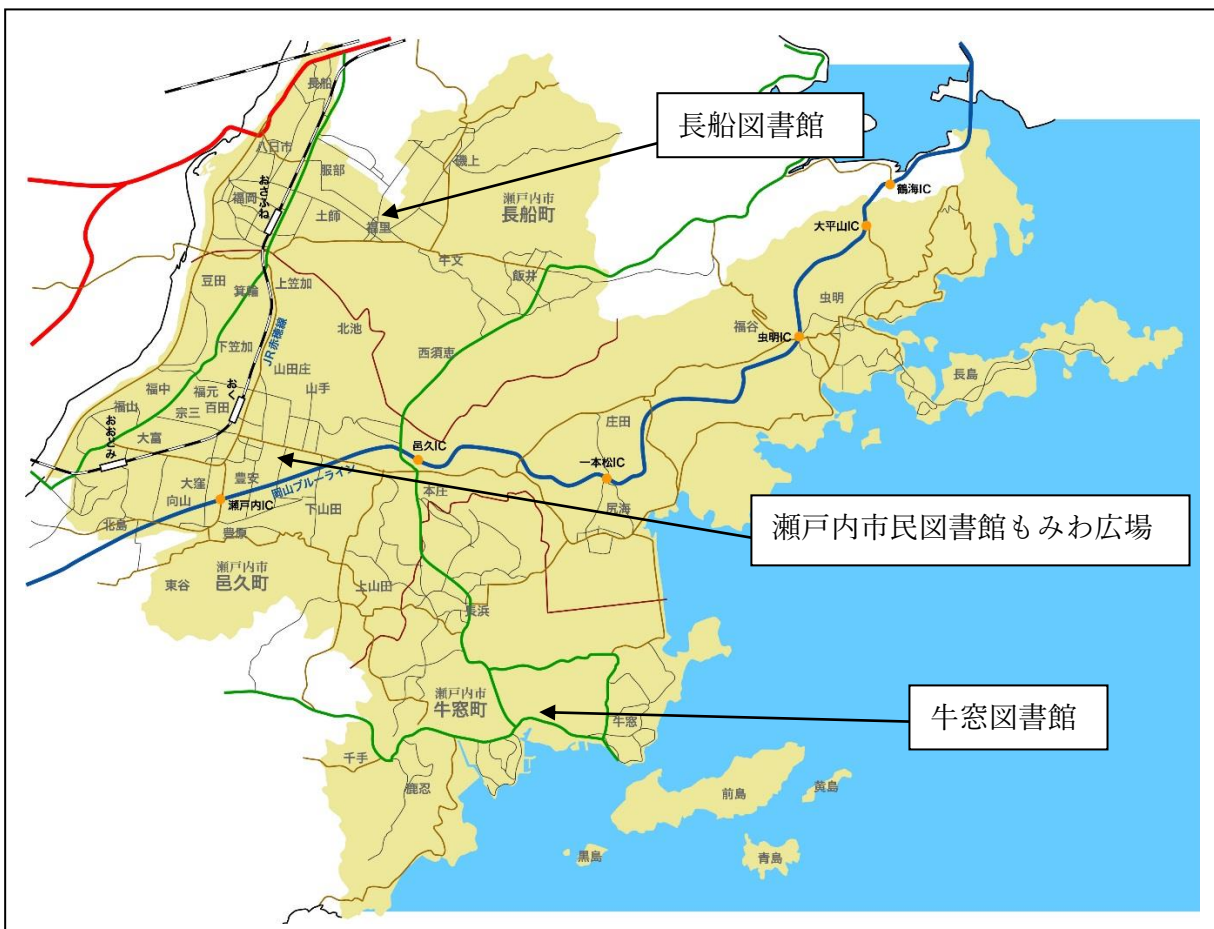 長船
長船図書館
八日市
服部
磯上
おさふね
福岡
瀬戸内市
長船町
鶴海IC
土師
福里
大平山IC
牛文
豆田
箕輪
上笠加
飯井
虫明
JR赤穂線
北池
福谷
下笠加
西須恵
虫明IC
山田庄
長島
福中
福元
おく
山手
福山
宗三
百田
おおどみ
大富
庄田
邑久IC
一本松IC
大窪
豊安
岡山ブルーライン
本庄
向山
瀬戸内IC
下山田
尻海
北島
豊原
瀬戸内市民図書館もみわ広場
瀬戸内市
邑久町
東谷
上山田
長浜
瀬戸内市
牛窓町
牛窓
牛窓図書館
千手
鹿忍
前島
黄島
黒島
青島